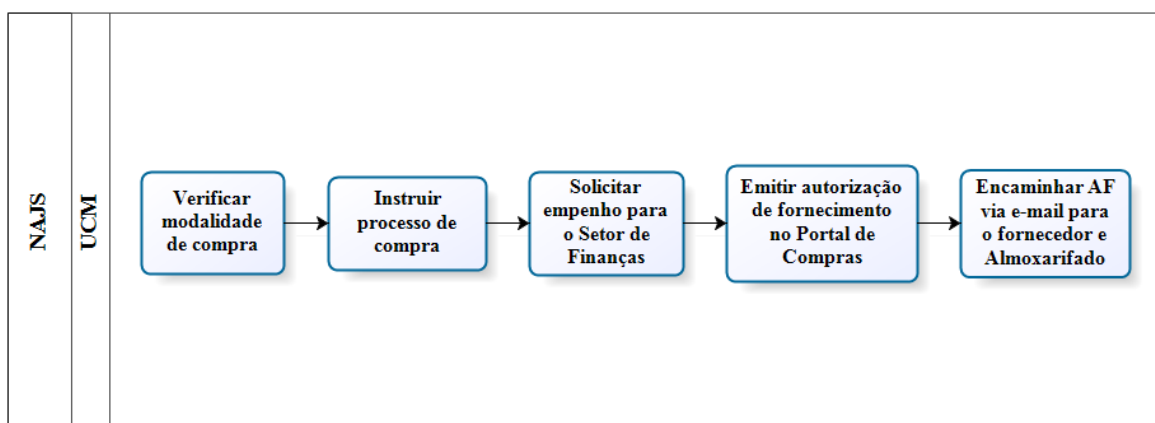 NAJS
UCM
Verificar
modalidade
de compra
Instruir
processo de
compra
Solicitar
empenho para
o Setor de
Finanças
Emitir autorização
de fornecimento
no Portal de
Compras
Encaminhar AF
via e-mail para
o fornecedor e
Almoxarifado